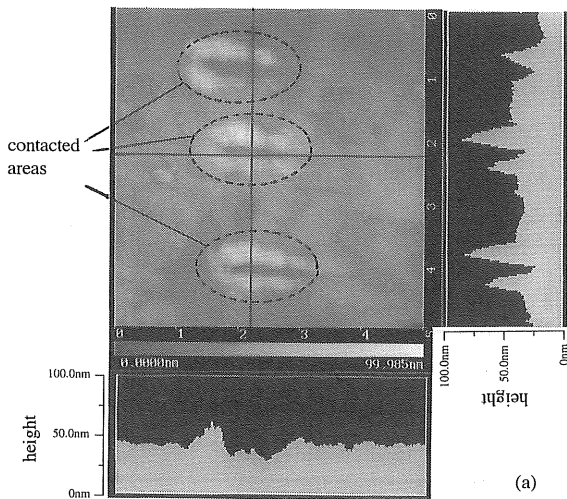 contacted
areas
0
1
2
3
4
0
1
2
3
4
5
0.0000nm
99.985nm
100.0nm
50.0nm
0nm
height
100.0nm
50.0nm
0nm
height
(a)